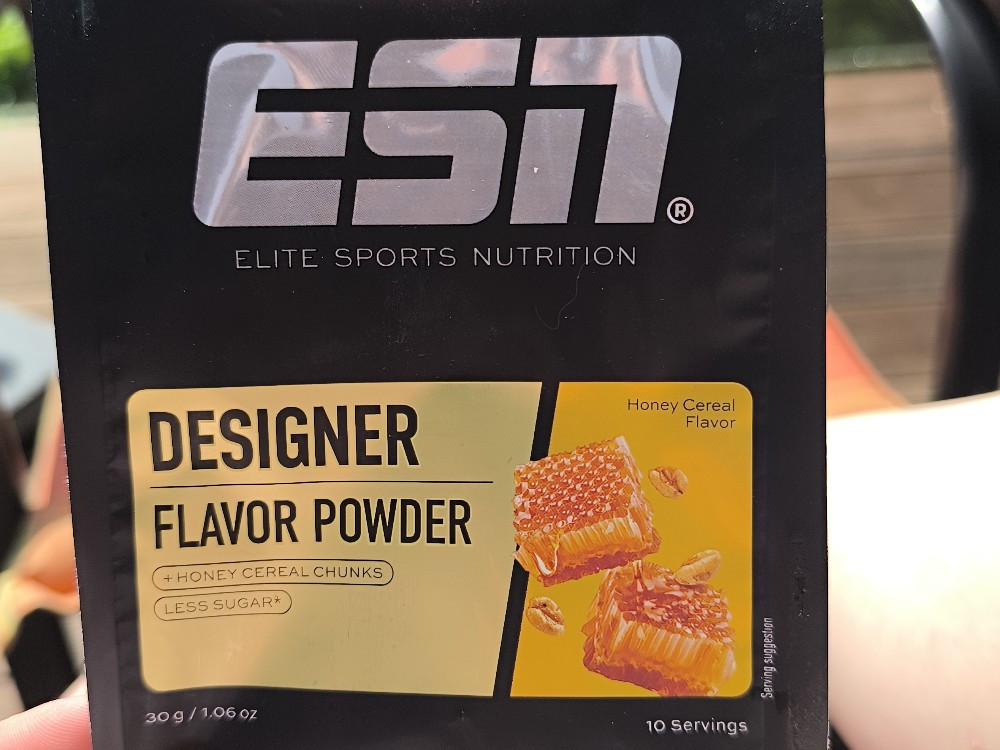 ESN®
ELITE SPORTS NUTRITION
DESIGNER
FLAVOR POWDER
+HONEY CEREAL CHUNKS
LESS SUGAR*
Honey Cereal
Flavor
Serving suggestion
30 g / 1.06 oz
10 Servings